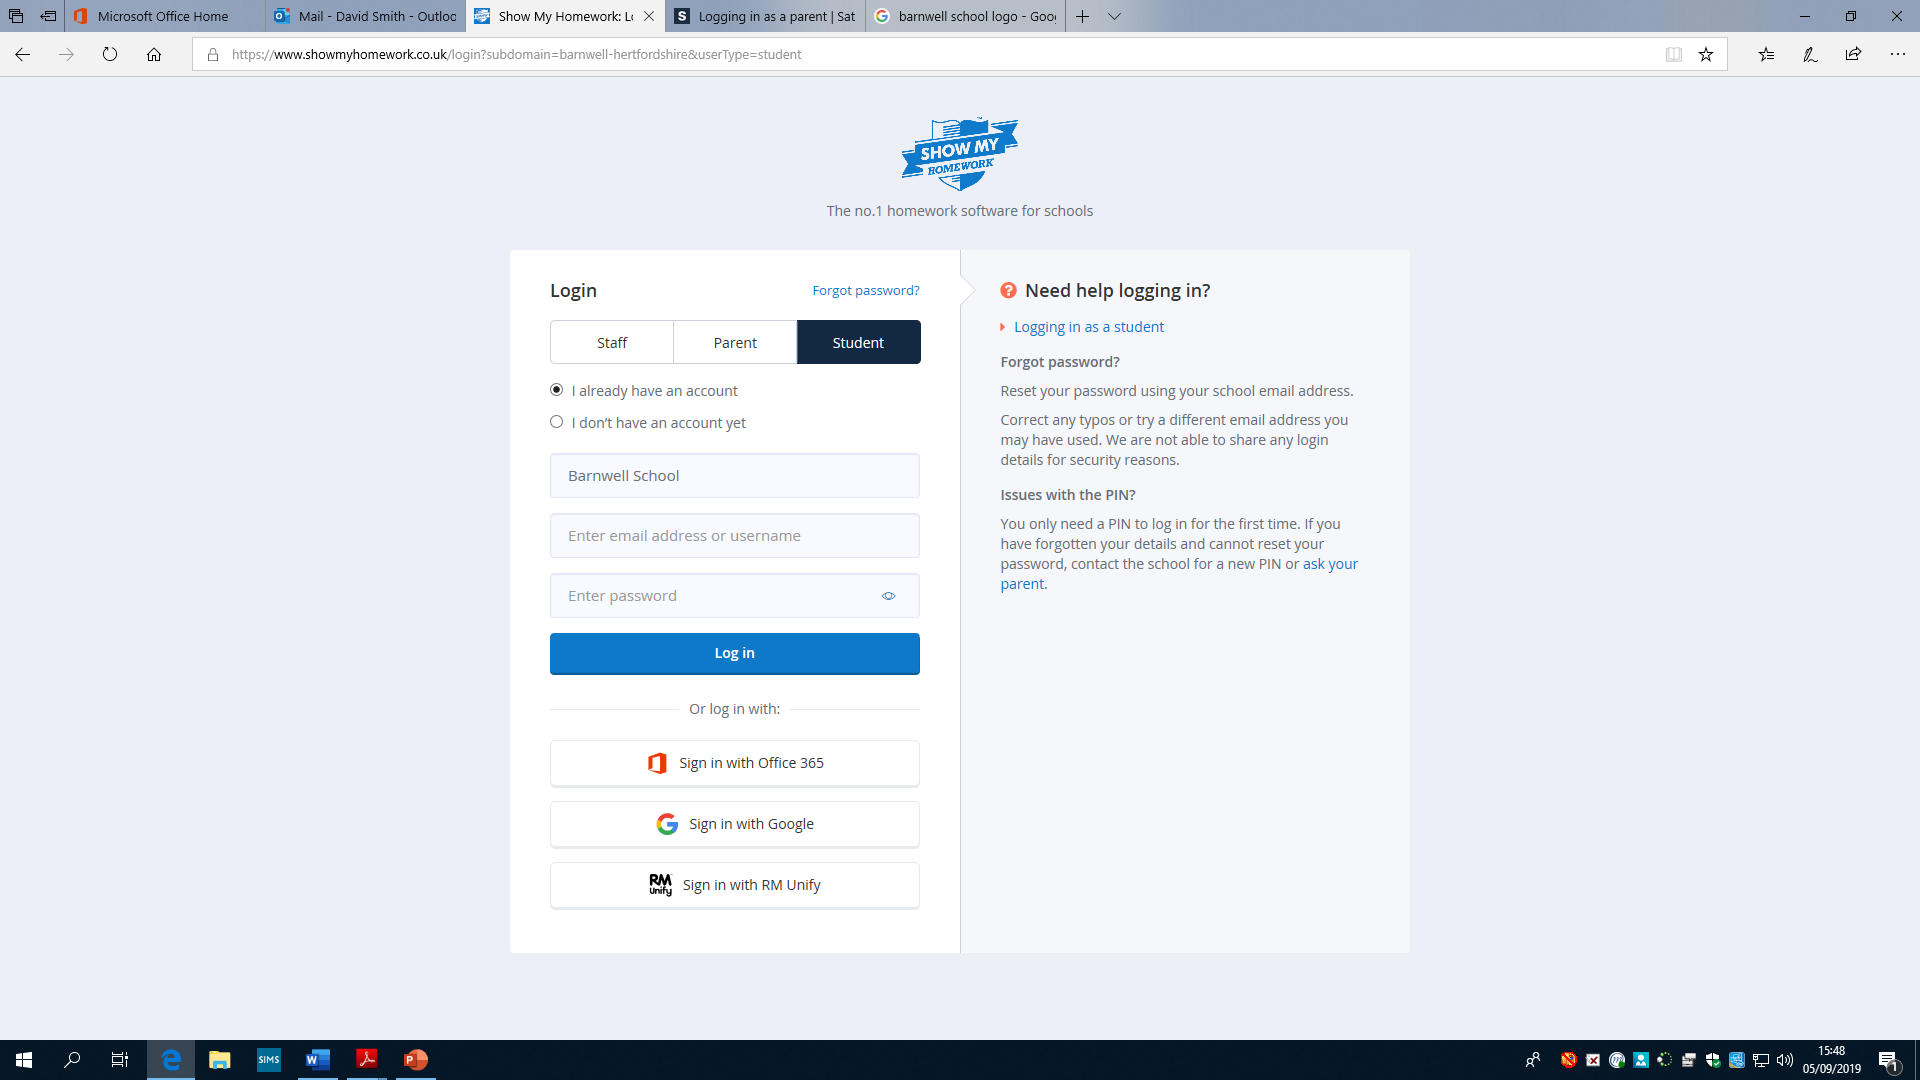 Microsoft Office Home
Mail - David Smith - Outloo
Show My Homework: Lo
Logging in as a parent | Sat
barnwell school logo - Goog
https://www.showmyhomework.co.uk/login?subdomain=barnwell-hertfordshire&userType=student
SHOW MY
HOMEWORK
The no.1 homework software for schools
Login
Forgot password?
Staff
Parent
Student
I already have an account
I don't have an account yet
Barnwell School
Enter email address or username
Enter password
Log in
Or log in with:
Sign in with Office 365
Sign in with Google
RM
Unify
Sign in with RM Unify
Need help logging in?
Logging in as a student
Forgot password?
Reset your password using your school email address.
Correct any typos or try a different email address you
may have used. We are not able to share any login
details for security reasons.
Issues with the PIN?
You only need a PIN to log in for the first time. If you
have forgotten your details and cannot reset your
password, contact the school for a new PIN or ask your
parent.
SIMS
15:48
05/09/2019
1